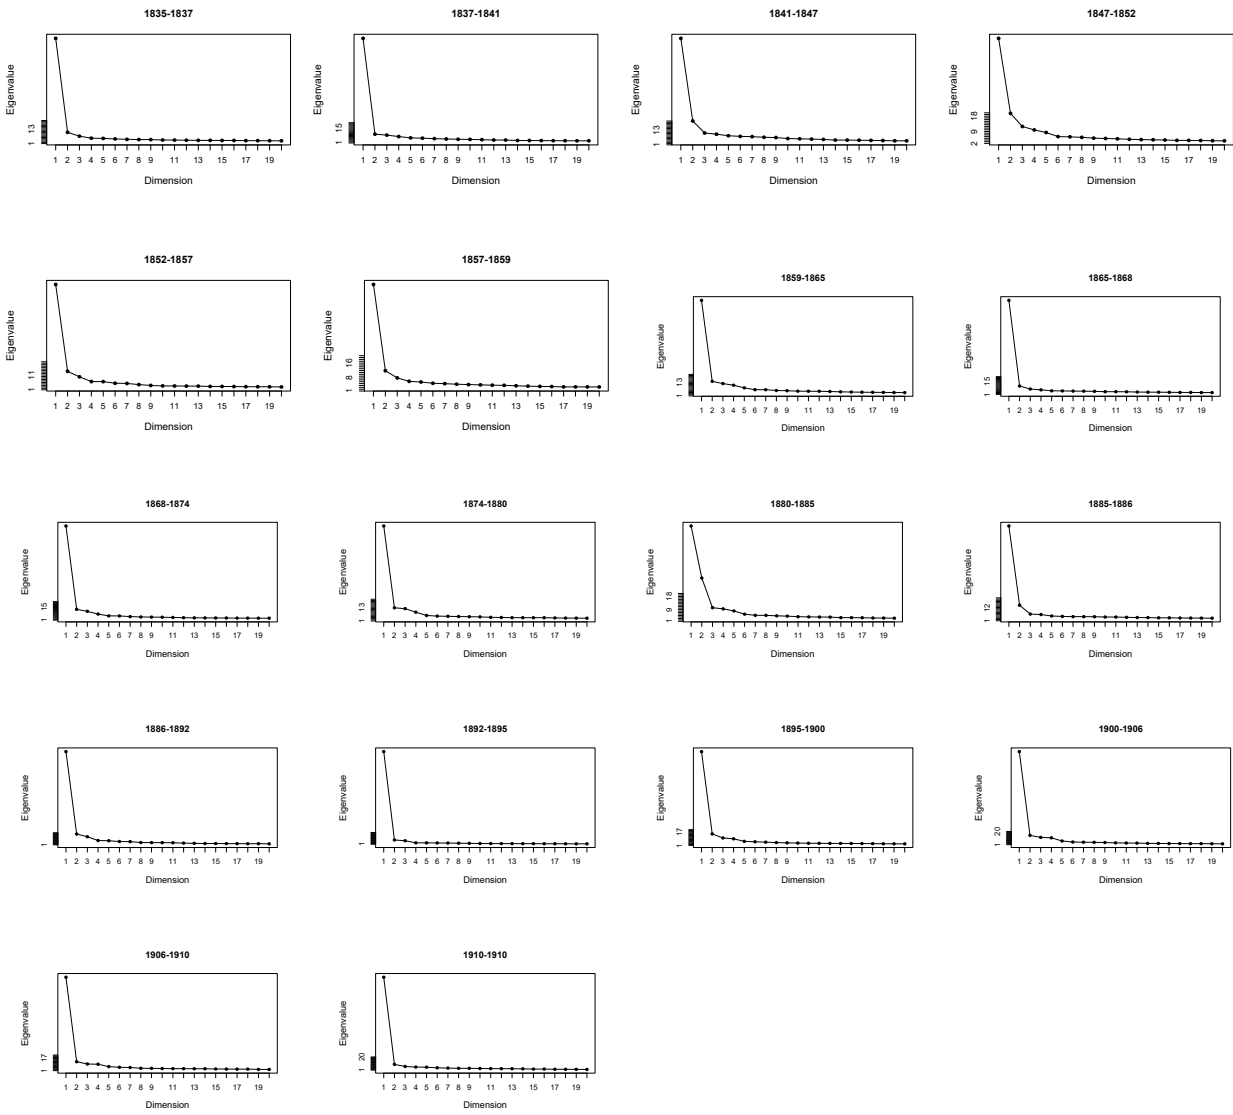 1835-1837
Eigenvalue
13
1
1 2 3 4 5 6 7 8 9 11 13 15 17 19
Dimension
1837-1841
Eigenvalue
15
1
1 2 3 4 5 6 7 8 9 11 13 15 17 19
Dimension
1841-1847
Eigenvalue
13
1
1 2 3 4 5 6 7 8 9 11 13 15 17 19
Dimension
1847-1852
Eigenvalue
18
9
2
1 2 3 4 5 6 7 8 9 11 13 15 17 19
Dimension
1852-1857
Eigenvalue
11
1
1 2 3 4 5 6 7 8 9 11 13 15 17 19
Dimension
1857-1859
Eigenvalue
16
8
1
1 2 3 4 5 6 7 8 9 11 13 15 17 19
Dimension
1859-1865
Eigenvalue
13
1
1 2 3 4 5 6 7 8 9 11 13 15 17 19
Dimension
1865-1868
Eigenvalue
15
1
1 2 3 4 5 6 7 8 9 11 13 15 17 19
Dimension
1868-1874
Eigenvalue
15
1
1 2 3 4 5 6 7 8 9 11 13 15 17 19
Dimension
1874-1880
Eigenvalue
13
1
1 2 3 4 5 6 7 8 9 11 13 15 17 19
Dimension
1880-1885
Eigenvalue
18
9
1
1 2 3 4 5 6 7 8 9 11 13 15 17 19
Dimension
1885-1886
Eigenvalue
12
1
1 2 3 4 5 6 7 8 9 11 13 15 17 19
Dimension
1886-1892
Eigenvalue
1
1 2 3 4 5 6 7 8 9 11 13 15 17 19
Dimension
1892-1895
Eigenvalue
1
1 2 3 4 5 6 7 8 9 11 13 15 17 19
Dimension
1895-1900
Eigenvalue
17
1
1 2 3 4 5 6 7 8 9 11 13 15 17 19
Dimension
1900-1906
Eigenvalue
20
1
1 2 3 4 5 6 7 8 9 11 13 15 17 19
Dimension
1906-1910
Eigenvalue
17
1
1 2 3 4 5 6 7 8 9 11 13 15 17 19
Dimension
1910-1910
Eigenvalue
20
1
1 2 3 4 5 6 7 8 9 11 13 15 17 19
Dimension